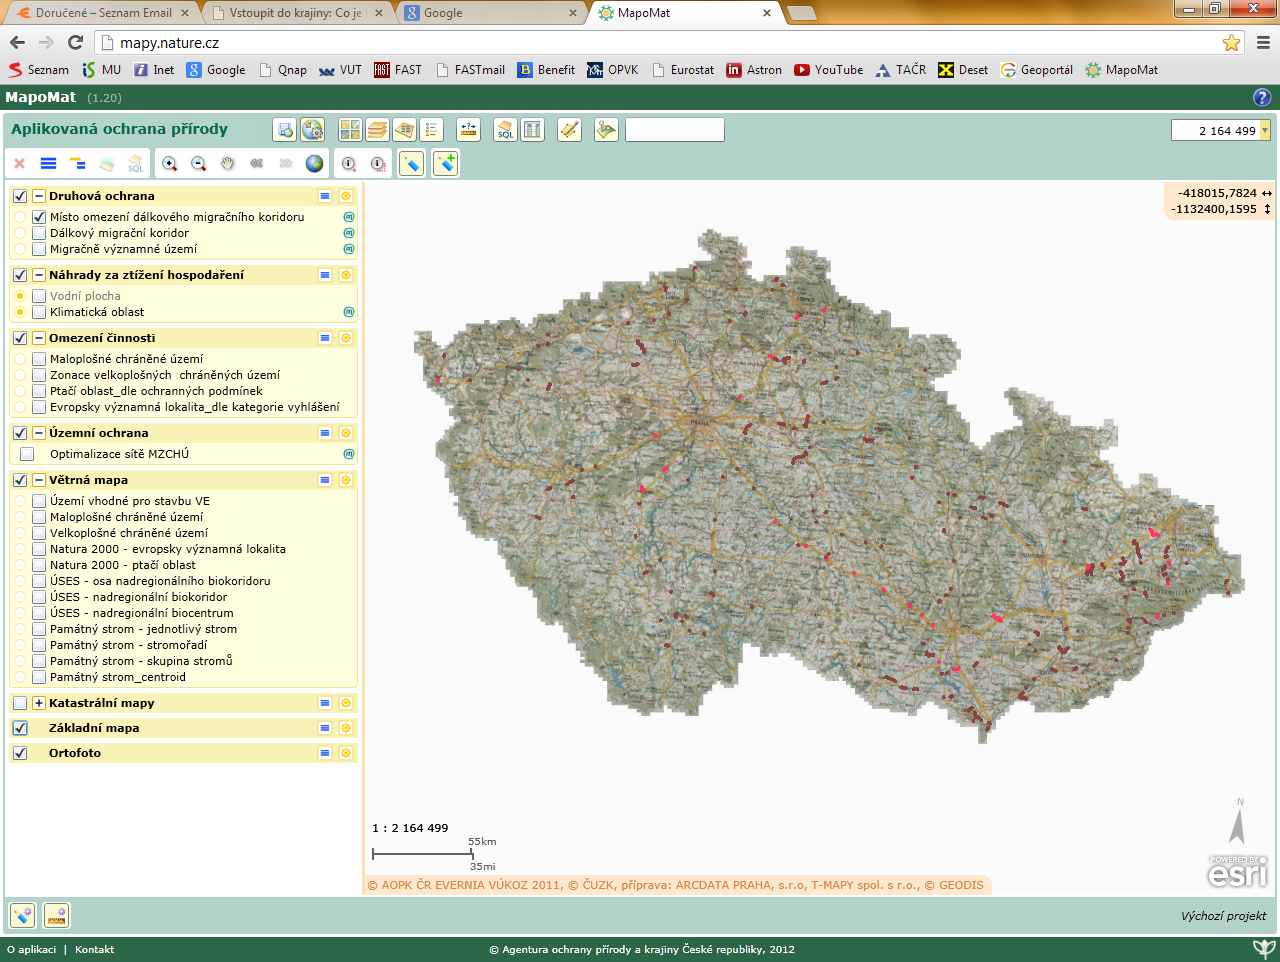 Doručené – Seznam Email
Vstoupit do krajiny: Co je
Google
MapoMat
mapy.nature.cz
Seznam
MU
Inet
Google
Qnap
VUT
FAST
FASTmail
Benefit
OPVK
Eurostat
Astron
YouTube
TAČR
Deset
Geoportál
MapoMat
MapoMat (1.20)
Aplikovaná ochrana přírody
SQL
2 164 499
SQL
Druhová ochrana
Místo omezení dálkového migračního koridoru
Dálkový migrační koridor
Migračně významné území
Náhrady za ztížení hospodaření
Vodní plocha
Klimatická oblast
Omezení činnosti
Maloplošné chráněné území
Zonace velkoplošných chráněných území
Ptačí oblast_dle ochranných podmínek
Evropsky významná lokalita_dle kategorie vyhlášení
Územní ochrana
Optimalizace sítě MZCHÚ
Větrná mapa
Území vhodné pro stavbu VE
Maloplošné chráněné území
Velkoplošné chráněné území
Natura 2000 - evropsky významná lokalita
Natura 2000 - ptačí oblast
ÚSES - osa nadregionálního biokoridoru
ÚSES - nadregionální biokoridor
ÚSES - nadregionální biocentrum
Památný strom - jednotlivý strom
Památný strom - stromořadí
Památný strom - skupina stromů
Památný strom_centroid
Katastrální mapy
Základní mapa
Ortofoto
-418015,7824
-1132400,1595
1 : 2 164 499
55km
35mi
N
POWERED BY
esri
© AOPK ČR EVERNIA VÚKOZ 2011, © ČUZK, příprava: ARCDATA PRAHA, s.r.o, T-MAPY spol. s r.o., © GEODIS
Výchozí projekt
O aplikaci | Kontakt
© Agentura ochrany přírody a krajiny České republiky, 2012